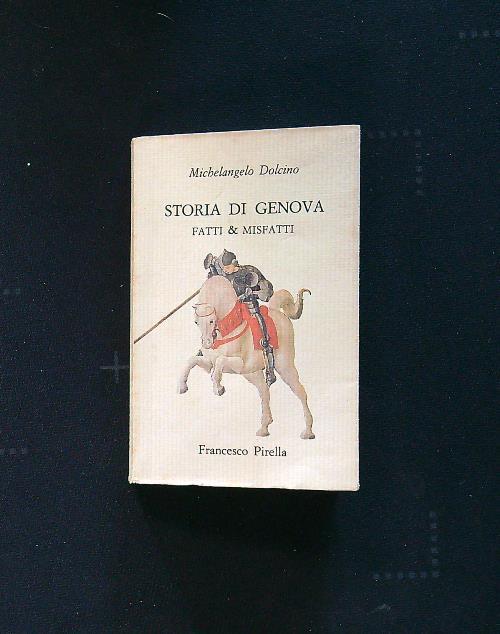 Michelangelo Dolcino
STORIA DI GENOVA
FATTI & MISFATTI
Francesco Pirella